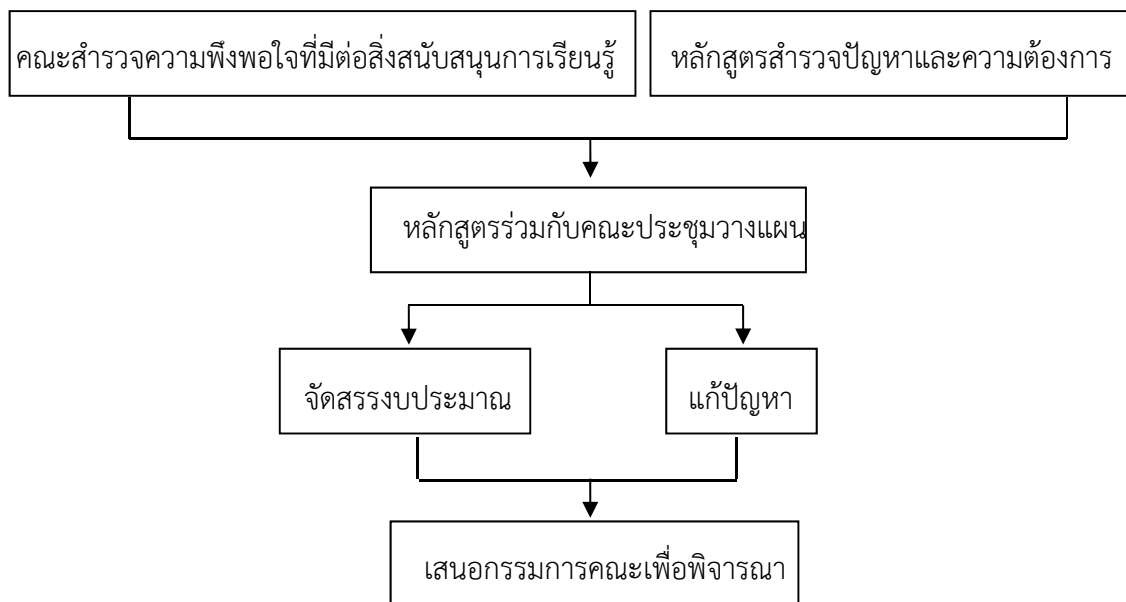 คณะสำรวจความพึงพอใจที่มีต่อสิ่งสนับสนุนการเรียนรู้
หลักสูตรสำรวจปัญหาและความต้องการ
หลักสูตรร่วมกับคณะประชุมวางแผน
จัดสรรงบประมาณ
แก้ปัญหา
เสนอกรรมการคณะเพื่อพิจารณา